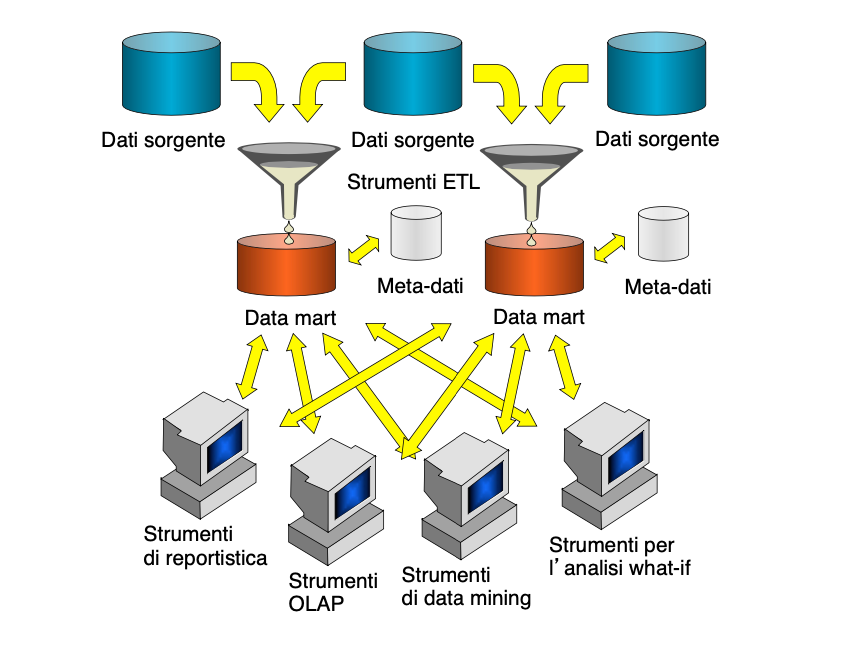 Dati sorgente
Dati sorgente
Dati sorgente
Strumenti ETL
Meta-dati
Meta-dati
Data mart
Data mart
Strumenti
di reportistica
Strumenti
OLAP
Strumenti
di data mining
Strumenti per
l’analisi what-if